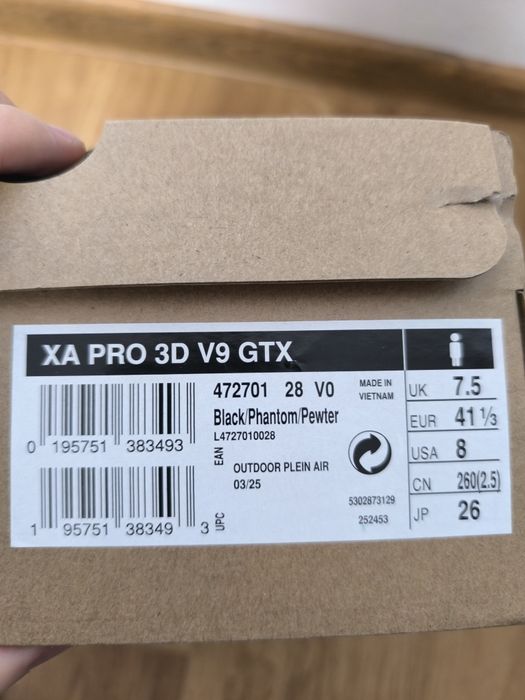 XA PRO 3D V9 GTX
472701 28 V0
MADE IN
VIETNAM
Black/Phantom/Pewter
L4727010028
EAN
0 195751 383493
OUTDOOR PLEIN AIR
03/25
5302873129
252453
UPC
1 95751 38349 3
UK 7.5
EUR 41 ⅓
USA 8
CN 260(2.5)
JP 26